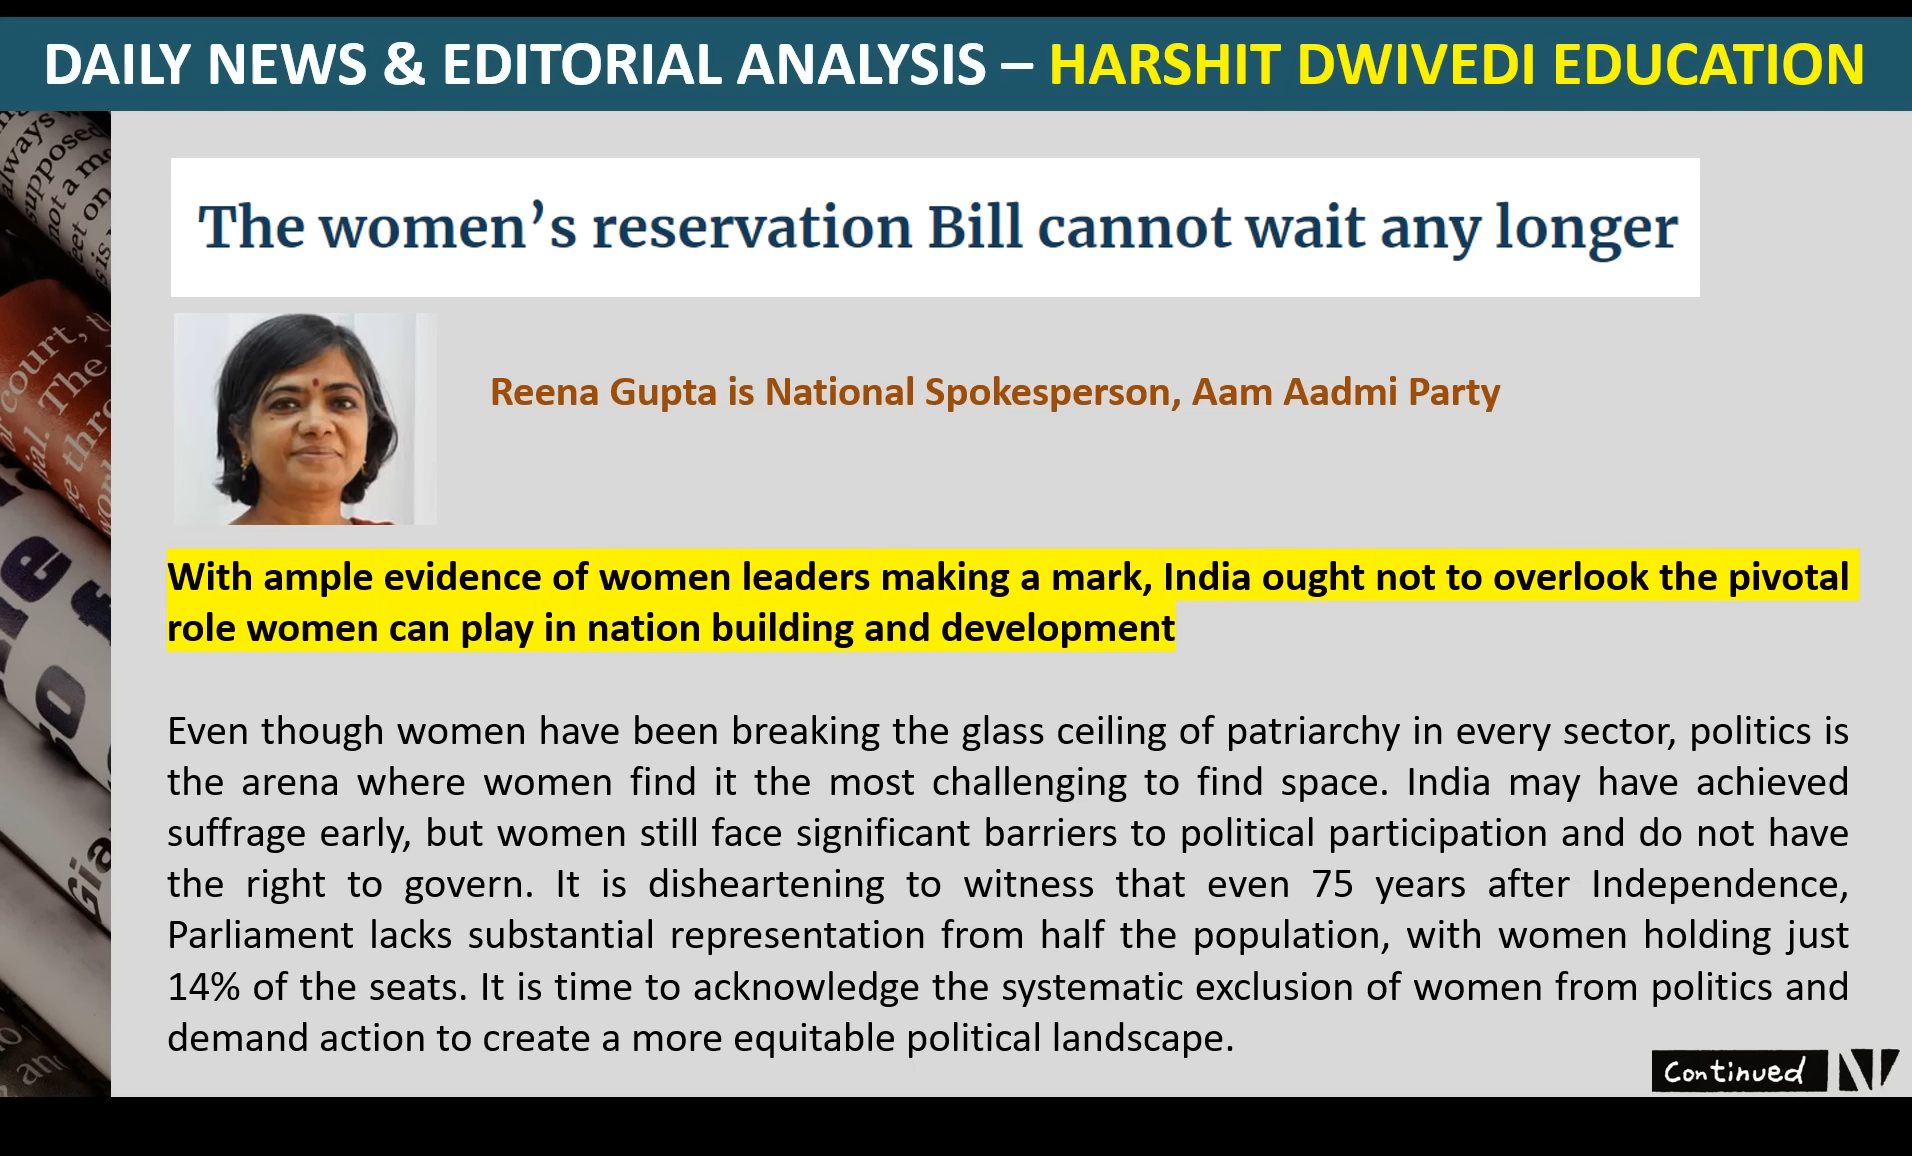 DAILY NEWS & EDITORIAL ANALYSIS – HARSHIT DWIVEDI EDUCATION
The women’s reservation Bill cannot wait any longer
Reena Gupta is National Spokesperson, Aam Aadmi Party
With ample evidence of women leaders making a mark, India ought not to overlook the pivotal
role women can play in nation building and development
Even though women have been breaking the glass ceiling of patriarchy in every sector, politics is
the arena where women find it the most challenging to find space. India may have achieved
suffrage early, but women still face significant barriers to political participation and do not have
the right to govern. It is disheartening to witness that even 75 years after Independence,
Parliament lacks substantial representation from half the population, with women holding just
14% of the seats. It is time to acknowledge the systematic exclusion of women from politics and
demand action to create a more equitable political landscape.
Continued
always
supposed
not a
court,
The